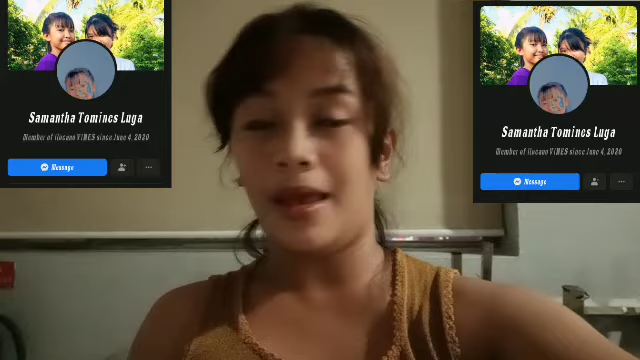 Samantha Tomines Luga
Member of Ilocano VINES since June 4, 2020
Message
Samantha Tomines Luga
Member of Ilocano VINES since June 4, 2020
Message